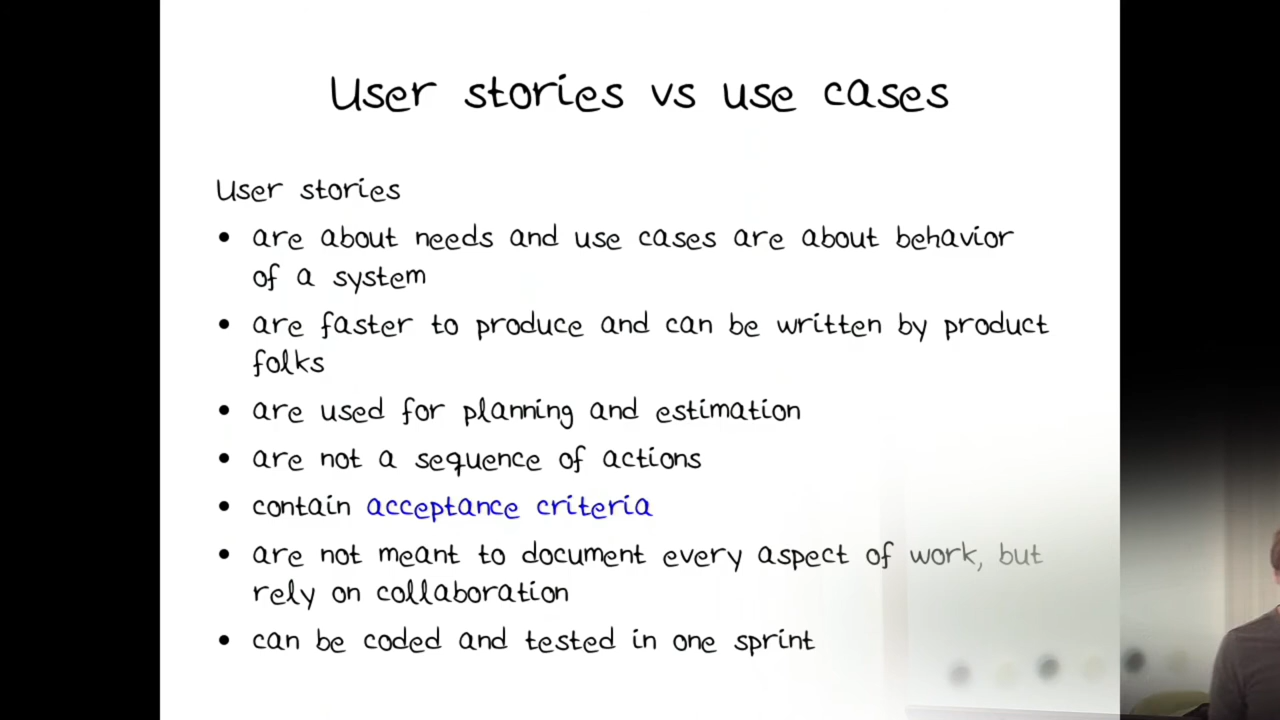 User stories vs use cases
User stories
• are about needs and use cases are about behavior
of a system
• are faster to produce and can be written by product
folks
• are used for planning and estimation
• are not a sequence of actions
• contain acceptance criteria
• are not meant to document every aspect of work, but
rely on collaboration
• can be coded and tested in one sprint